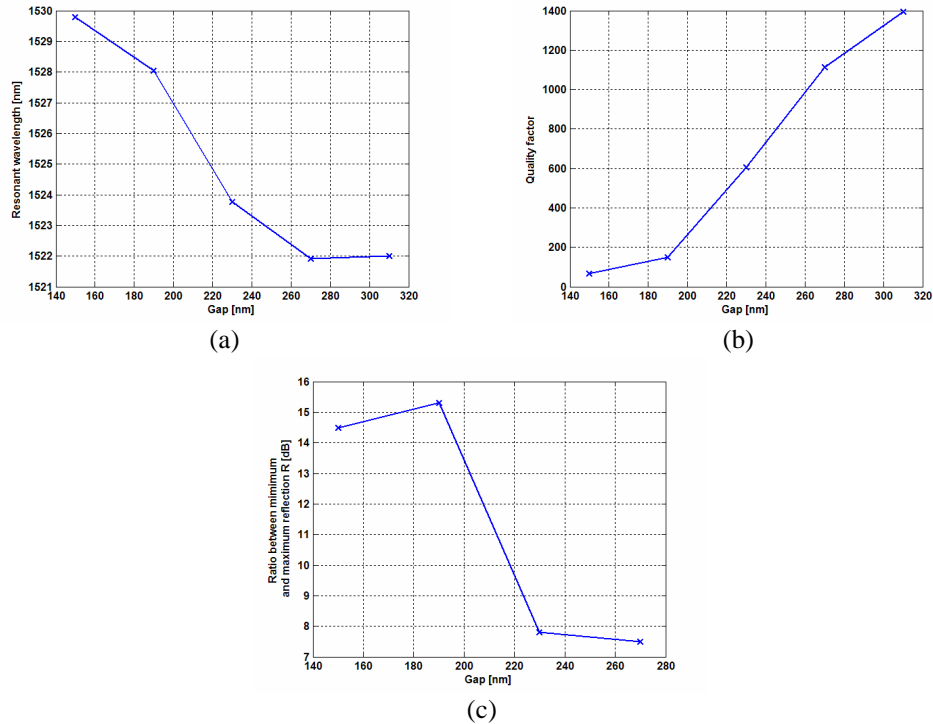 1530
1529
1528
1527
1526
1525
1524
1523
1522
1521
140 160 180 200 220 240 260 280 300 320
Resonant wavelength [nm]
Gap [nm]
(a)
1400
1200
1000
800
600
400
200
0
140 160 180 200 220 240 260 280 300 320
Quality factor
Gap [nm]
(b)
16
15
14
13
12
11
10
9
8
7
140 160 180 200 220 240 260 280
Ratio between mimimum
and maximum reflection R [dB]
Gap [nm]
(c)